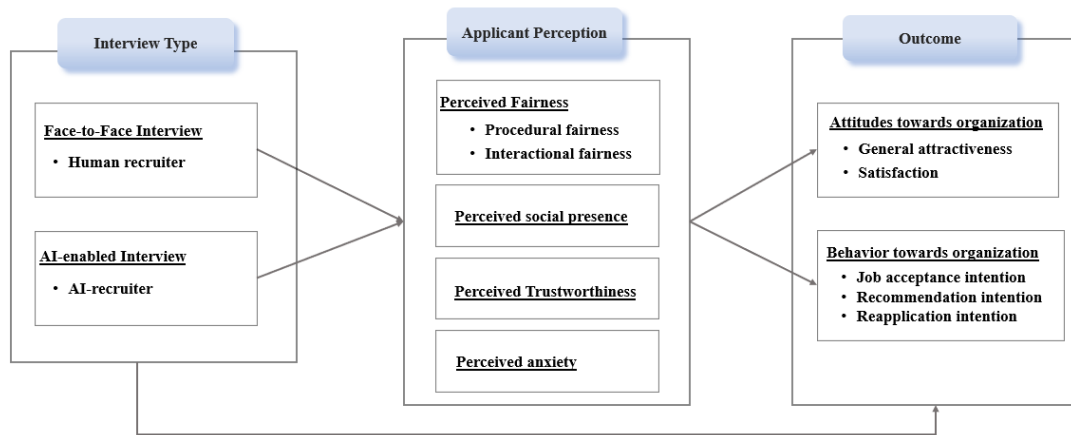 Interview Type
Face-to-Face Interview
• Human recruiter
AI-enabled Interview
• AI-recruiter
Applicant Perception
Perceived Fairness
• Procedural fairness
• Interactional fairness
Perceived social presence
Perceived Trustworthiness
Perceived anxiety
Outcome
Attitudes towards organization
• General attractiveness
• Satisfaction
Behavior towards organization
• Job acceptance intention
• Recommendation intention
• Reapplication intention